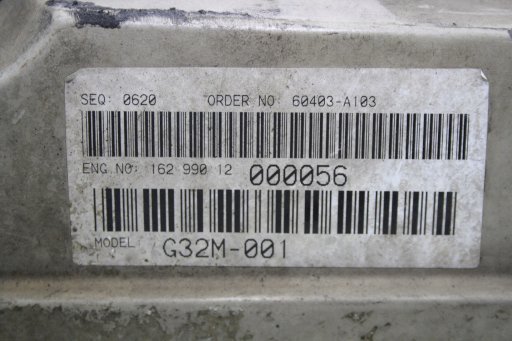 SEQ: 0620 ORDER NO: 60403-A103
ENG.NO: 162 990 12 000056
MODEL G32M-001